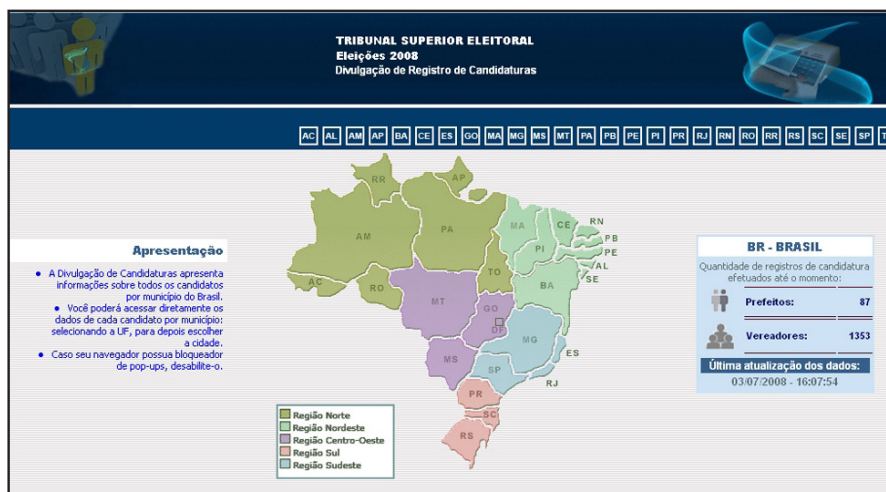 TRIBUNAL SUPERIOR ELEITORAL
Eleições 2008
Divulgação de Registro de Candidaturas
AC AL AM AP BA CE ES GO MA MG MS MT PA PB PE PI PR RJ RN RO RR RS SC SE SP
Apresentação
• A Divulgação de Candidaturas apresenta
informações sobre todos os candidatos
por município do Brasil.
• Você poderá acessar diretamente os
dados de cada candidato por município:
selecionando a UF, para depois escolher
a cidade.
• Caso seu navegador possua bloqueador
de pop-ups, desabilite-o.
RR
AP
AM
PA
MA
CE
RN
PB
PI
PE
AL
SE
AC
RO
TO
BA
MT
GO
DF
MG
ES
MS
SP
RJ
PR
SC
RS
Região Norte
Região Nordeste
Região Centro-Oeste
Região Sul
Região Sudeste
BR - BRASIL
Quantidade de registros de candidatura
efetuados até o momento:
Prefeitos: 87
Vereadores: 1353
Última atualização dos dados:
03/07/2008 - 16:07:54